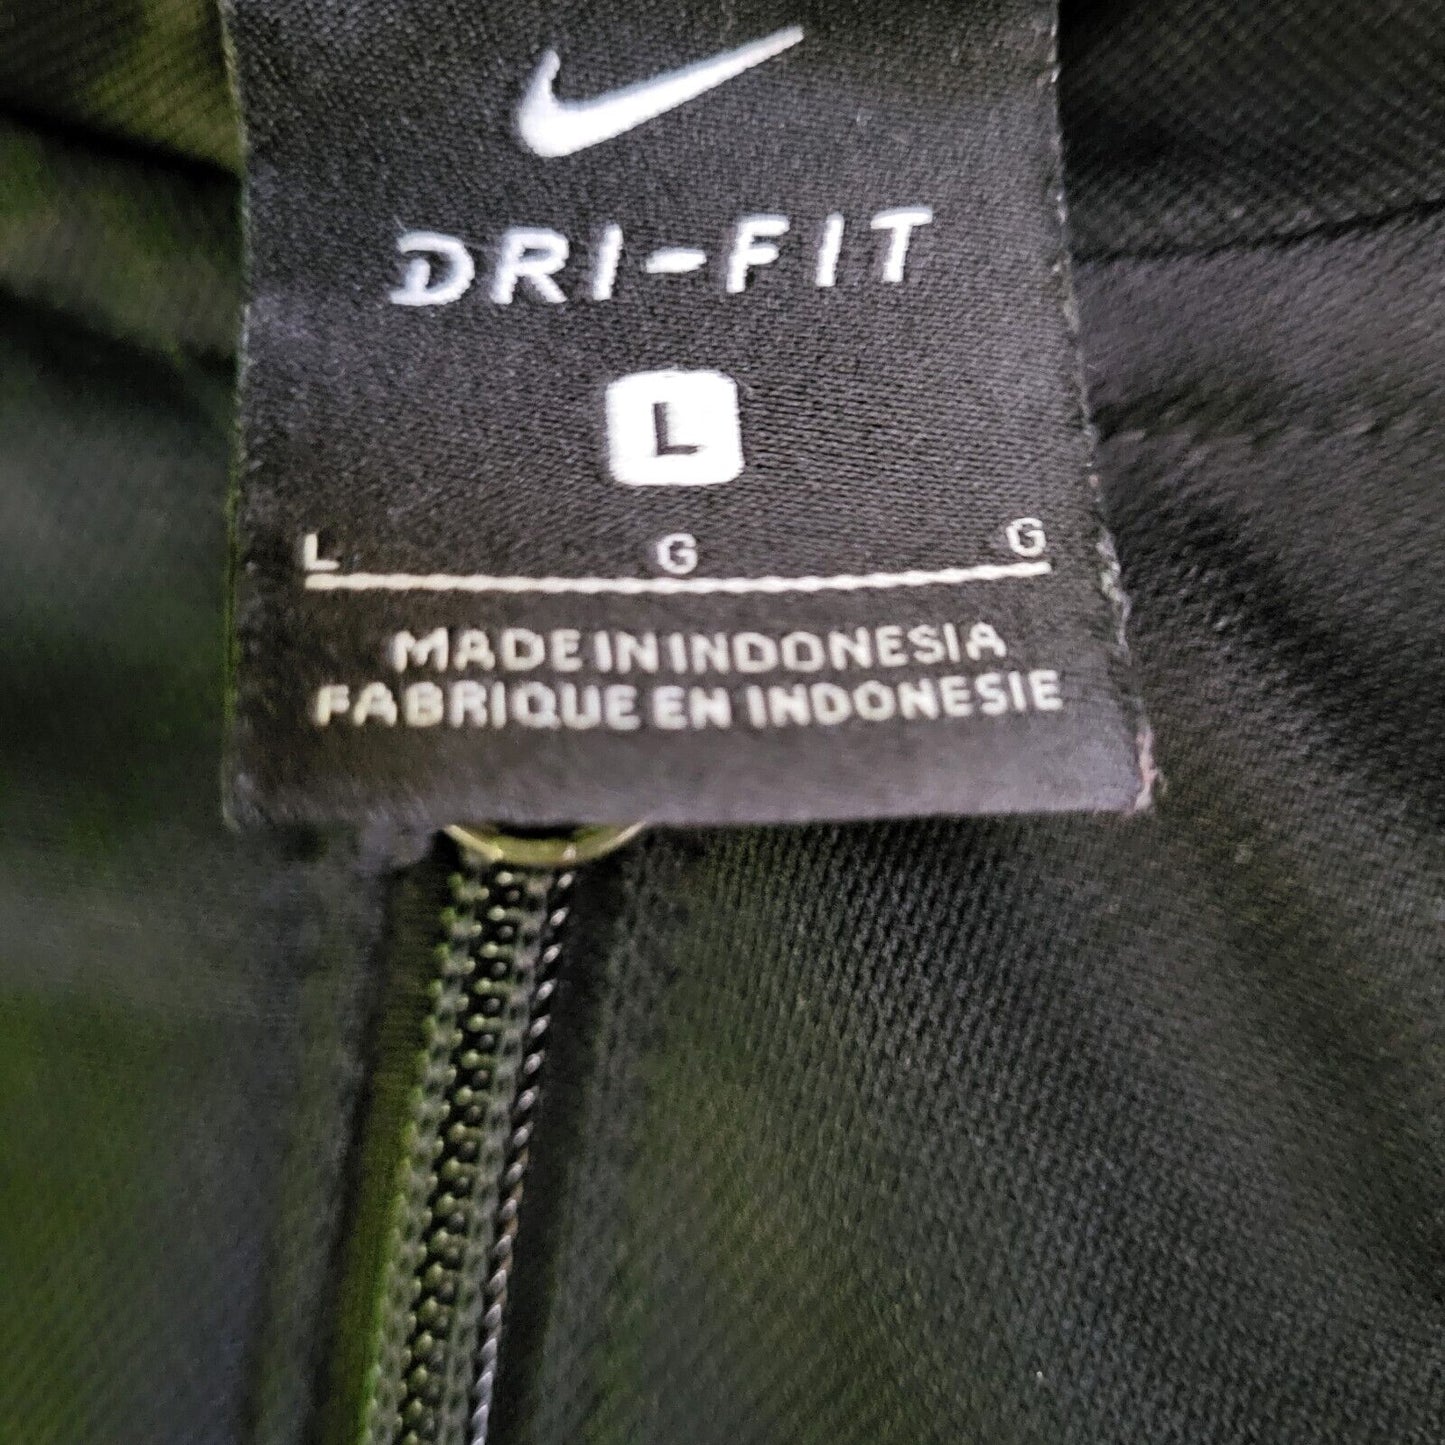 DRI-FIT
L
L G G
MADE IN INDONESIA
FABRIQUE EN INDONESIE